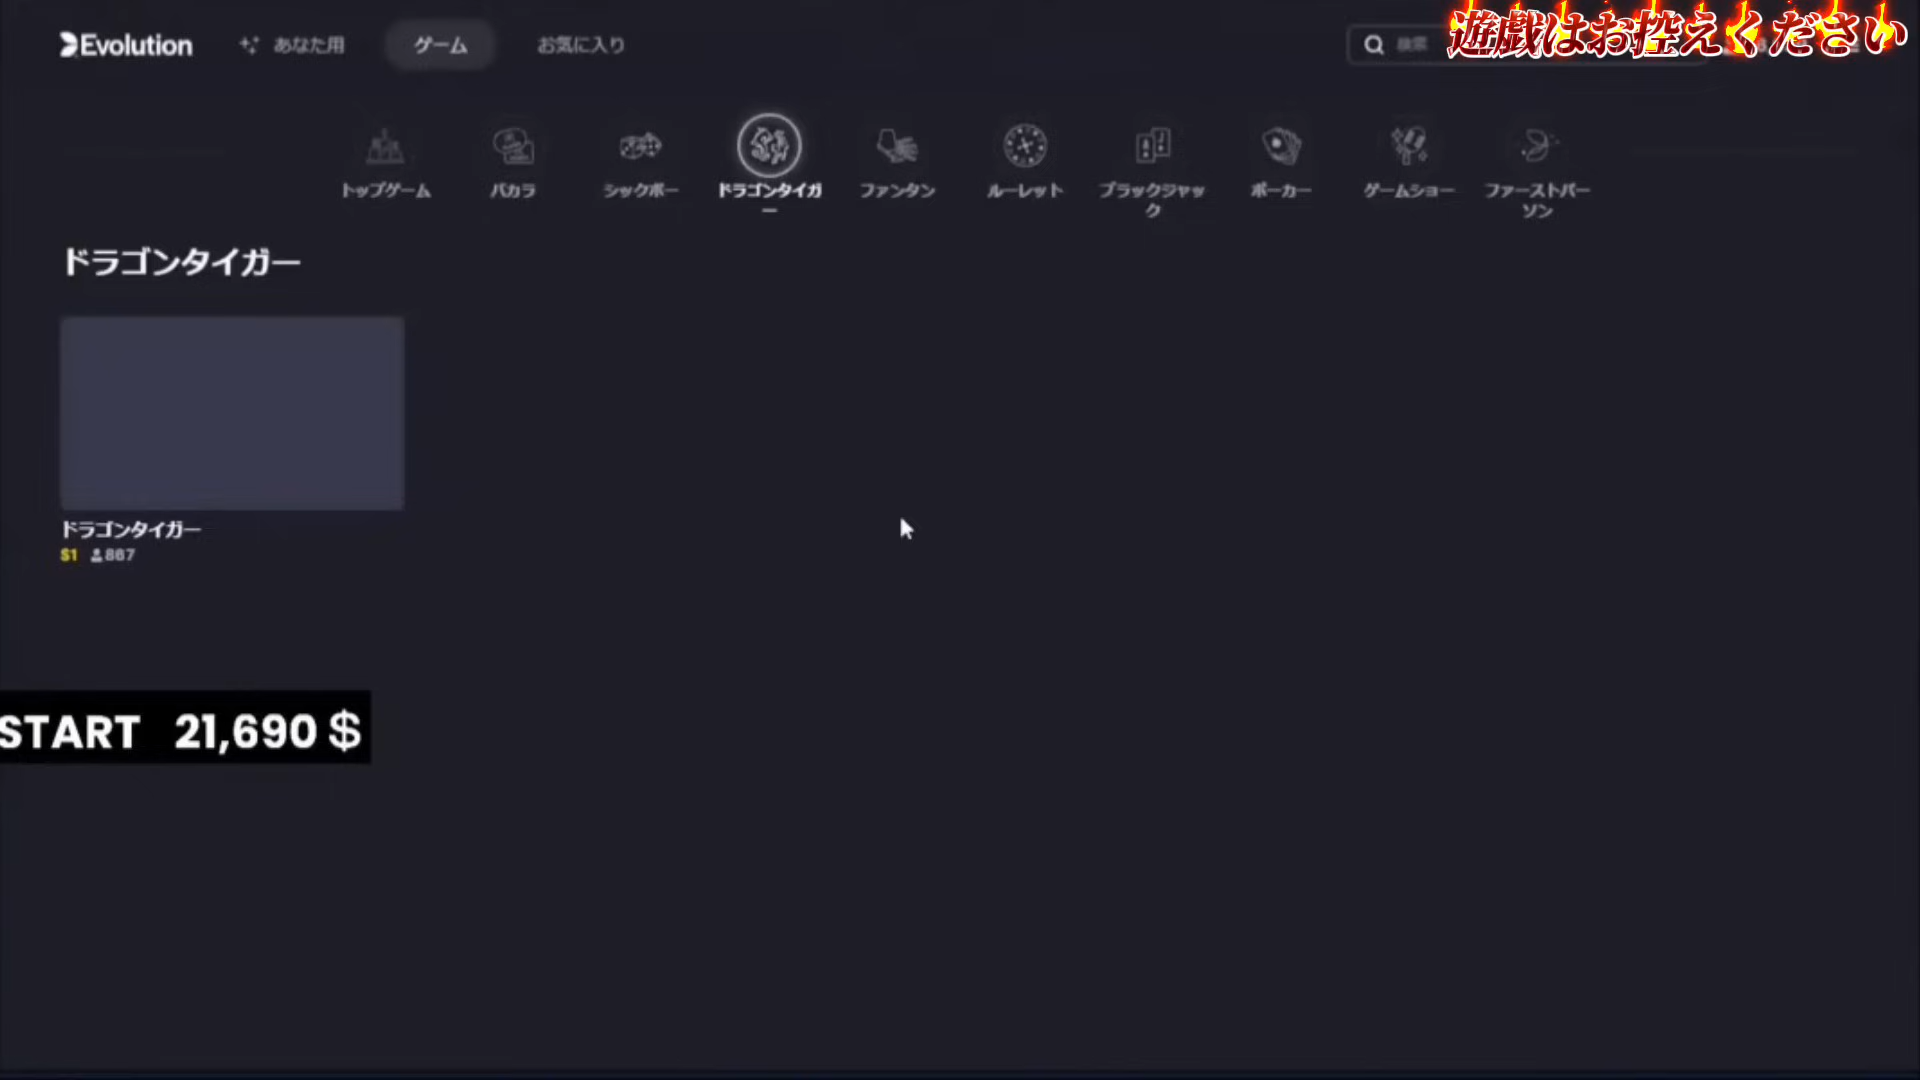 Evolution
あなた用
ゲーム
お気に入り
検索
遊戯はお控えください
トップゲーム
バカラ
シックボー
ドラゴンタイガ
ー
ファンタン
ルーレット
ブラックジャッ
ク
ポーカー
ゲームショー
ファーストパー
ソン
ドラゴンタイガー
ドラゴンタイガー
$1 867
START 21,690 $